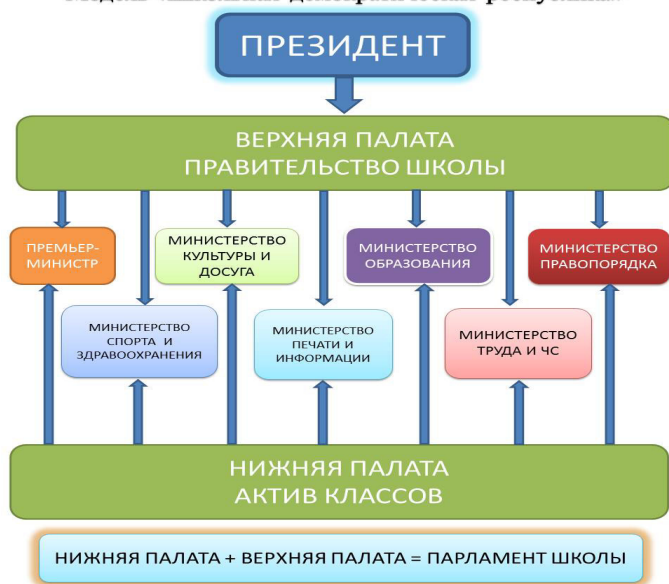 ПРЕЗИДЕНТ
ВЕРХНЯЯ ПАЛАТА
ПРАВИТЕЛЬСТВО ШКОЛЫ
ПРЕМЬЕР-
МИНИСТР
МИНИСТЕРСТВО
КУЛЬТУРЫ И
ДОСУГА
МИНИСТЕРСТВО
ОБРАЗОВАНИЯ
МИНИСТЕРСТВО
ПРАВОПОРЯДКА
МИНИСТЕРСТВО
СПОРТА И
ЗДРАВООХРАНЕНИЯ
МИНИСТЕРСТВО
ПЕЧАТИ И
ИНФОРМАЦИИ
МИНИСТЕРСТВО
ТРУДА И ЧС
НИЖНЯЯ ПАЛАТА
АКТИВ КЛАССОВ
НИЖНЯЯ ПАЛАТА + ВЕРХНЯЯ ПАЛАТА = ПАРЛАМЕНТ ШКОЛЫ